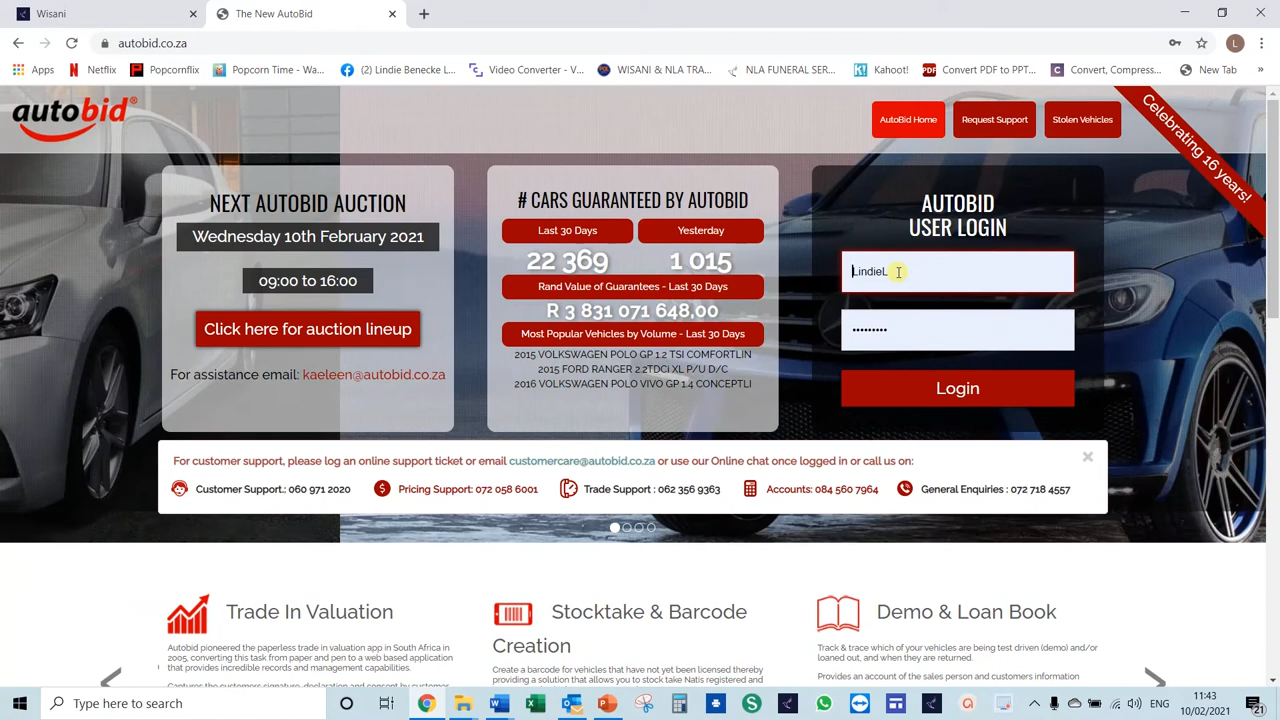 Wisani
The New AutoBid
autobid.co.za
L
Apps
Netflix
Popcornflix
Popcorn Time - Wa...
(2) Lindie Benecke L...
Video Converter - V...
WISANI & NLA TRA...
NLA FUNERAL SER...
Kahoot!
Convert PDF to PPT...
Convert, Compress...
New Tab
autobid®
AutoBid Home
Request Support
Stolen Vehicles
Celebrating 16 years!
NEXT AUTOBID AUCTION
Wednesday 10th February 2021
09:00 to 16:00
Click here for auction lineup
For assistance email: kaeleen@autobid.co.za
# CARS GUARANTEED BY AUTOBID
Last 30 Days
Yesterday
22 369
1 015
Rand Value of Guarantees - Last 30 Days
R 3 831 071 648,00
Most Popular Vehicles by Volume - Last 30 Days
2015 VOLKSWAGEN POLO GP 1.2 TSI COMFORTLIN
2015 FORD RANGER 2.2TDCi XL P/U D/C
2016 VOLKSWAGEN POLO VIVO GP 1.4 CONCEPTLI
AUTOBID
USER LOGIN
LindieL
•••••••••
Login
For customer support, please log an online support ticket or email customercare@autobid.co.za or use our Online chat once logged in or call us on:
Customer Support.: 060 971 2020
Pricing Support: 072 058 6001
Trade Support : 062 356 9363
Accounts: 084 560 7964
General Enquiries : 072 718 4557
Trade In Valuation
Autobid pioneered the paperless trade in valuation app in South Africa in
2005, converting this task from paper and pen to a web based application
that provides incredible records and management capabilities.
Captures the customers signature, declaration and consent by customer
Stocktake & Barcode
Creation
Create a barcode for vehicles that have not yet been licensed thereby
providing a solution that allows you to stock take Natis registered and
Demo & Loan Book
Track & trace which of your vehicles are being test driven (demo) and/or
loaned out, and when they are returned.
Provides an account of the sales person and customers information
Type here to search
ENG
11:43
10/02/2021
21